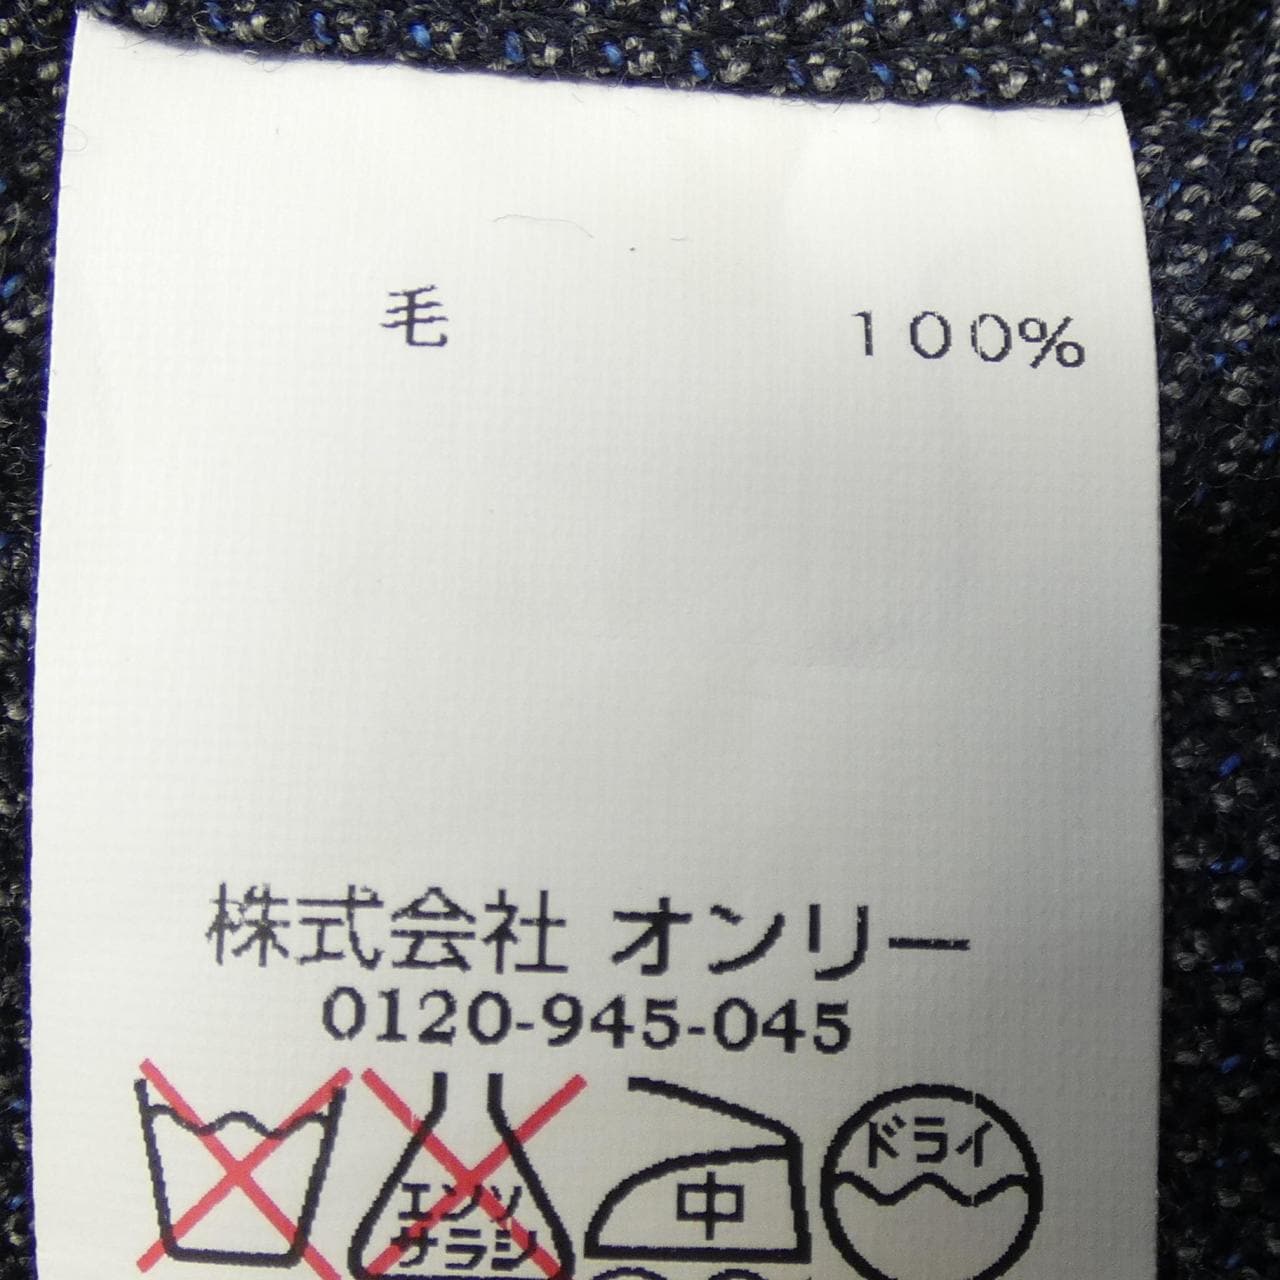 毛 100%
株式会社 オンリー
0120-945-045
エンソ
サラシ
中
ドライ